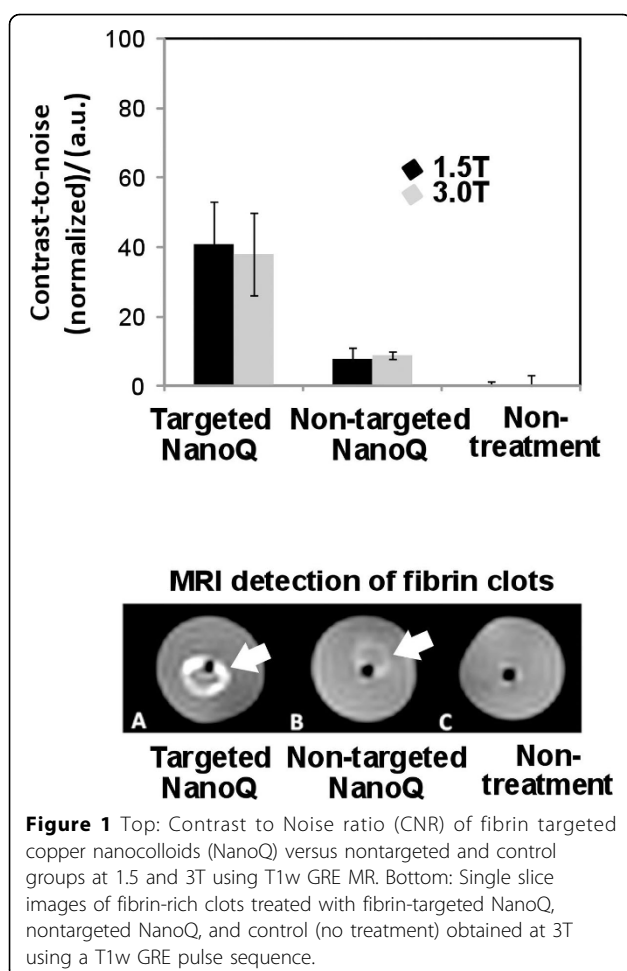 100
80
60
40
20
0
Contrast-to-noise
(normalized)/(a.u.)
1.5T
3.0T
Targeted NanoQ
Non-targeted NanoQ
Non-treatment
MRI detection of fibrin clots
A
B
C
Targeted NanoQ
Non-targeted NanoQ
Non-treatment
Figure 1 Top: Contrast to Noise ratio (CNR) of fibrin targeted
copper nanocolloids (NanoQ) versus nontargeted and control
groups at 1.5 and 3T using T1w GRE MR. Bottom: Single slice
images of fibrin-rich clots treated with fibrin-targeted NanoQ,
nontargeted NanoQ, and control (no treatment) obtained at 3T
using a T1w GRE pulse sequence.